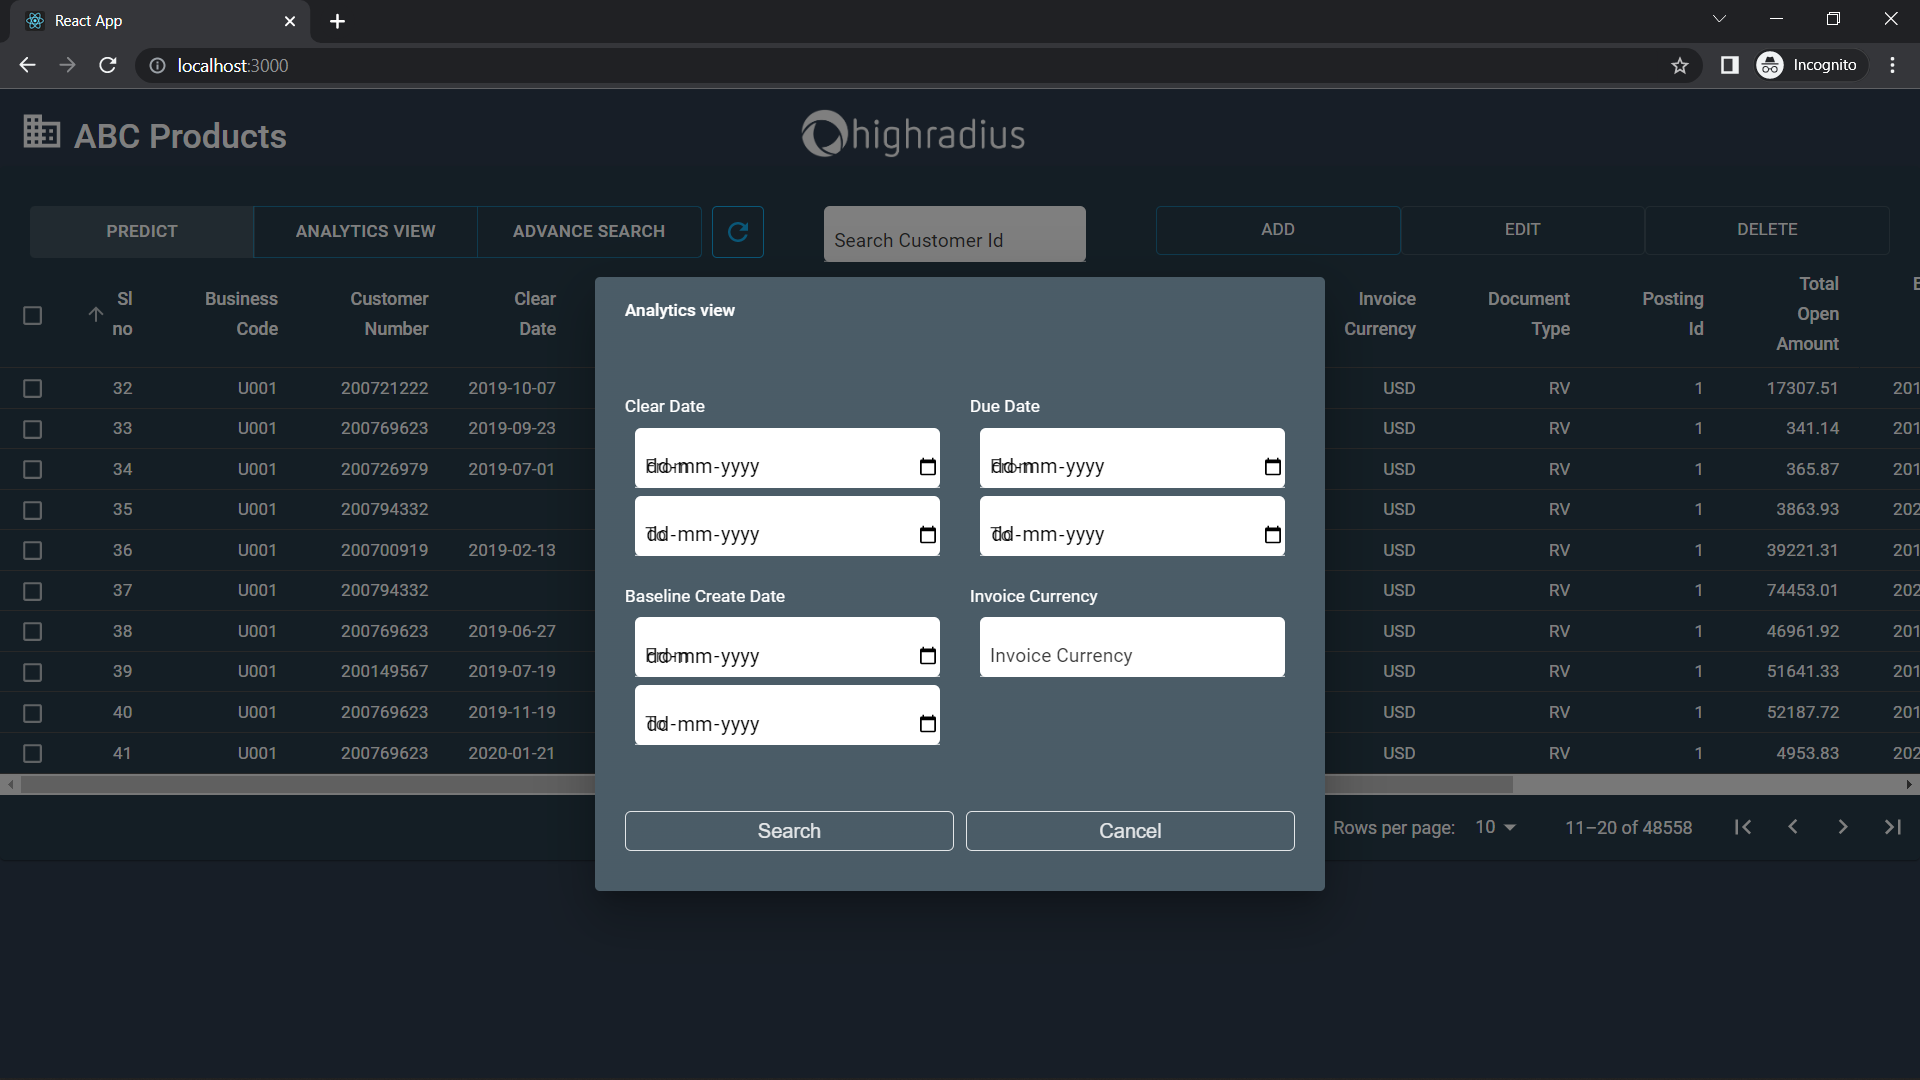 React App
localhost:3000
Incognito
ABC Products
highradius
PREDICT
ANALYTICS VIEW
ADVANCE SEARCH
Search Customer Id
ADD
EDIT
DELETE
Sl no
Business Code
Customer Number
Clear Date
Invoice Currency
Document Type
Posting Id
Total Open Amount
32 U001 200721222 2019-10-07 USD RV 1 17307.51 201
33 U001 200769623 2019-09-23 USD RV 1 341.14 201
34 U001 200726979 2019-07-01 USD RV 1 365.87 201
35 U001 200794332 USD RV 1 3863.93 202
36 U001 200700919 2019-02-13 USD RV 1 39221.31 201
37 U001 200794332 USD RV 1 74453.01 202
38 U001 200769623 2019-06-27 USD RV 1 46961.92 201
39 U001 200149567 2019-07-19 USD RV 1 51641.33 201
40 U001 200769623 2019-11-19 USD RV 1 52187.72 201
41 U001 200769623 2020-01-21 USD RV 1 4953.83 202
Rows per page: 10 11–20 of 48558
Analytics view
Clear Date
From dd-mm-yyyy
To dd-mm-yyyy
Due Date
From dd-mm-yyyy
To dd-mm-yyyy
Baseline Create Date
From dd-mm-yyyy
To dd-mm-yyyy
Invoice Currency
Invoice Currency
Search
Cancel